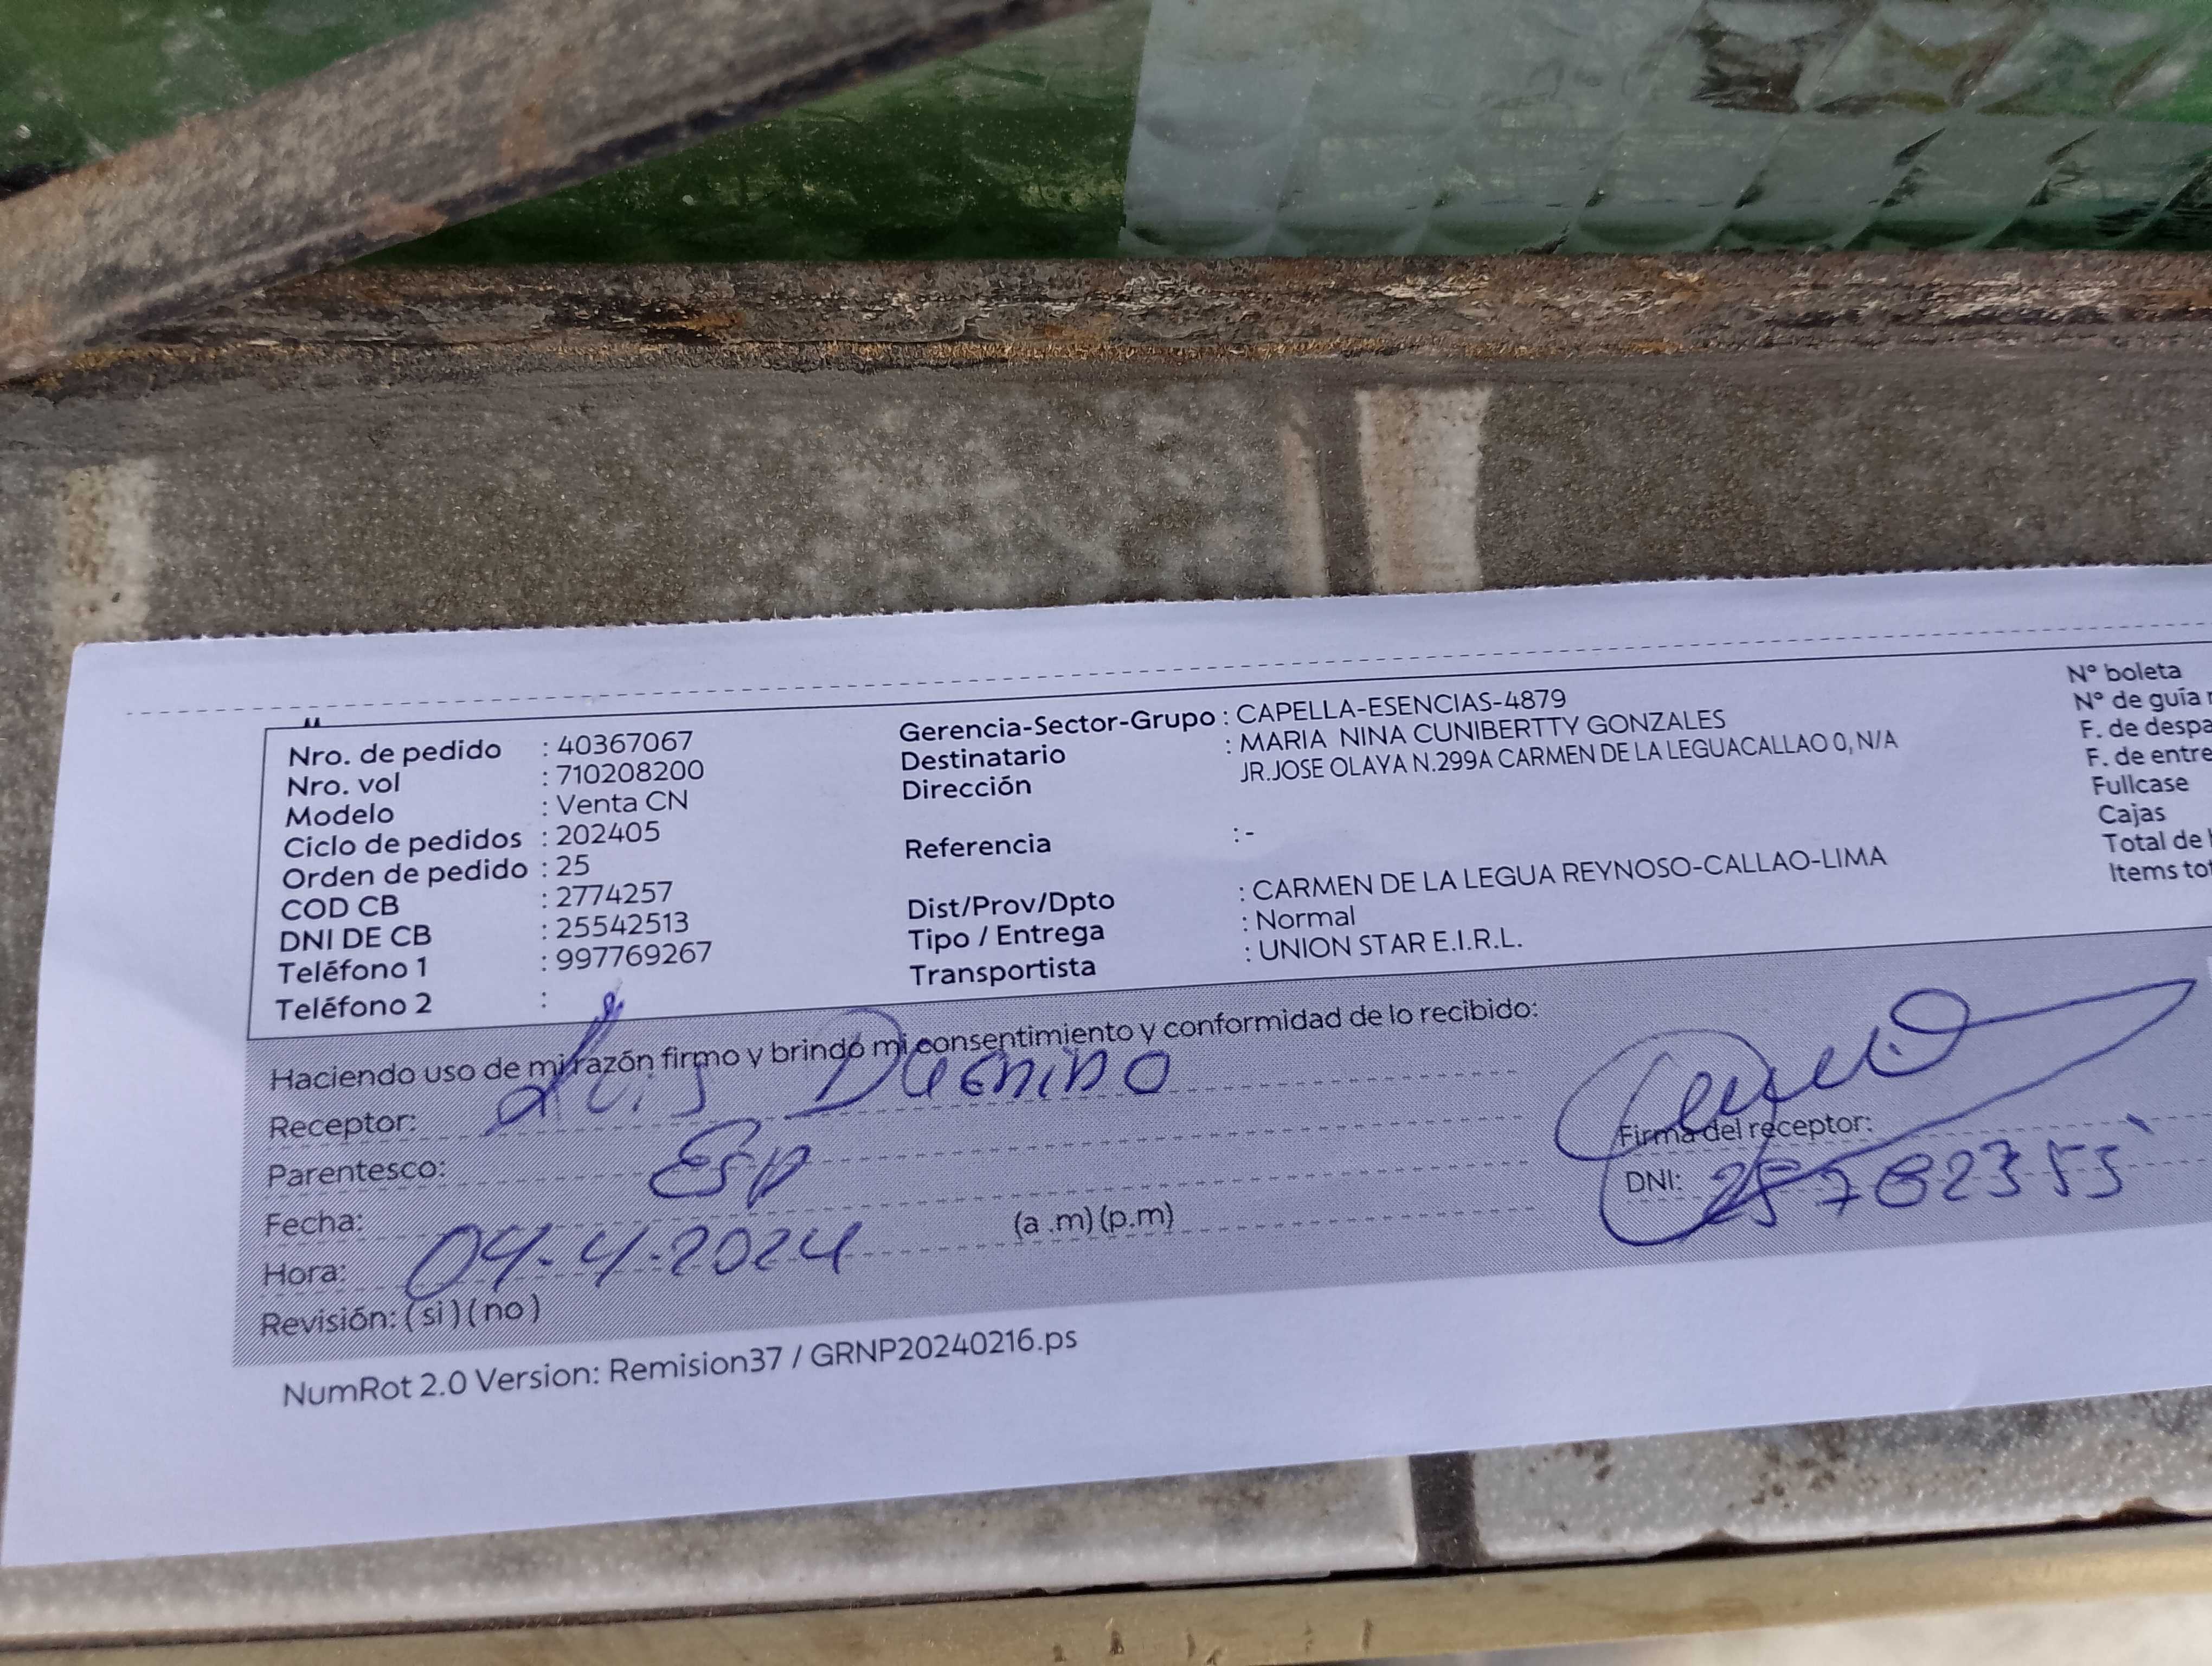 Nro. de pedido : 40367067
Nro. vol : 710208200
Modelo : Venta CN
Ciclo de pedidos : 202405
Orden de pedido : 25
COD CB : 2774257
DNI DE CB : 25542513
Teléfono 1 : 997769267
Teléfono 2 :
Gerencia-Sector-Grupo : CAPELLA-ESENCIAS-4879
Destinatario : MARIA NINA CUNIBERTTY GONZALES
Dirección JR.JOSE OLAYA N.299A CARMEN DE LA LEGUACALLAO 0, N/A
Referencia : -
Dist/Prov/Dpto : CARMEN DE LA LEGUA REYNOSO-CALLAO-LIMA
Tipo / Entrega : Normal
Transportista : UNION STAR E.I.R.L.
N° boleta
N° de guía
F. de despa
F. de entre
Fullcase
Cajas
Total de
Items tot
Haciendo uso de mi razón firmo y brindo mi consentimiento y conformidad de lo recibido:
Receptor:
Parentesco: Esp
Fecha:
(a .m) (p.m)
Hora: 04-4-2024
Revisión: ( si ) ( no )
Firma del receptor:
DNI:
NumRot 2.0 Version: Remision37 / GRNP20240216.ps